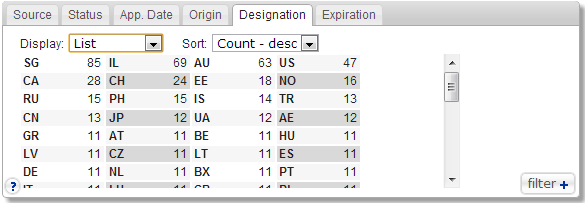 Source Status App. Date Origin Designation Expiration
Display: List Sort: Count - desc
SG 85 IL 69 AU 63 US 47
CA 28 CH 24 EE 18 NO 16
RU 15 PH 15 IS 14 TR 13
CN 13 JP 12 UA 12 AE 12
GR 11 AT 11 BE 11 HU 11
LV 11 CZ 11 LT 11 ES 11
DE 11 NL 11 BX 11 PT 11
? filter +